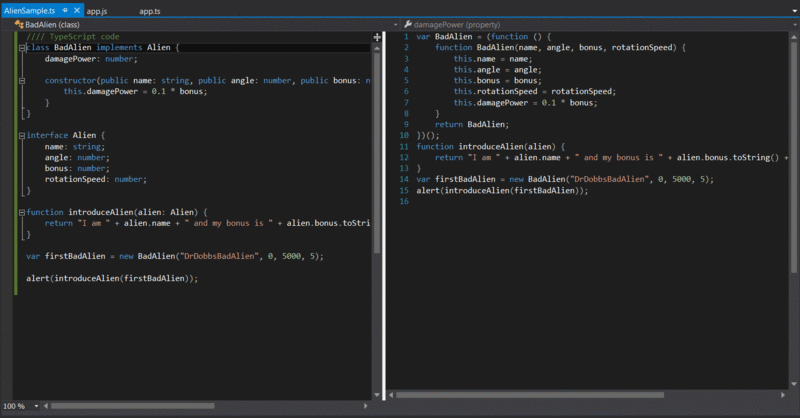 AlienSample.ts
app.js
app.ts
BadAlien (class)
damagePower (property)
//// TypeScript code
class BadAlien implements Alien {
    damagePower: number;
    constructor(public name: string, public angle: number, public bonus: n
        this.damagePower = 0.1 * bonus;
    }
}
interface Alien {
    name: string;
    angle: number;
    bonus: number;
    rotationSpeed: number;
}
function introduceAlien(alien: Alien) {
    return "I am " + alien.name + " and my bonus is " + alien.bonus.toStri
}
var firstBadAlien = new BadAlien("DrDobbsBadAlien", 0, 5000, 5);
alert(introduceAlien(firstBadAlien));
100 %
1 var BadAlien = (function () {
2     function BadAlien(name, angle, bonus, rotationSpeed) {
3         this.name = name;
4         this.angle = angle;
5         this.bonus = bonus;
6         this.rotationSpeed = rotationSpeed;
7         this.damagePower = 0.1 * bonus;
8     }
9     return BadAlien;
10 })();
11 function introduceAlien(alien) {
12     return "I am " + alien.name + " and my bonus is " + alien.bonus.toString() +
13 }
14 var firstBadAlien = new BadAlien("DrDobbsBadAlien", 0, 5000, 5);
15 alert(introduceAlien(firstBadAlien));
16